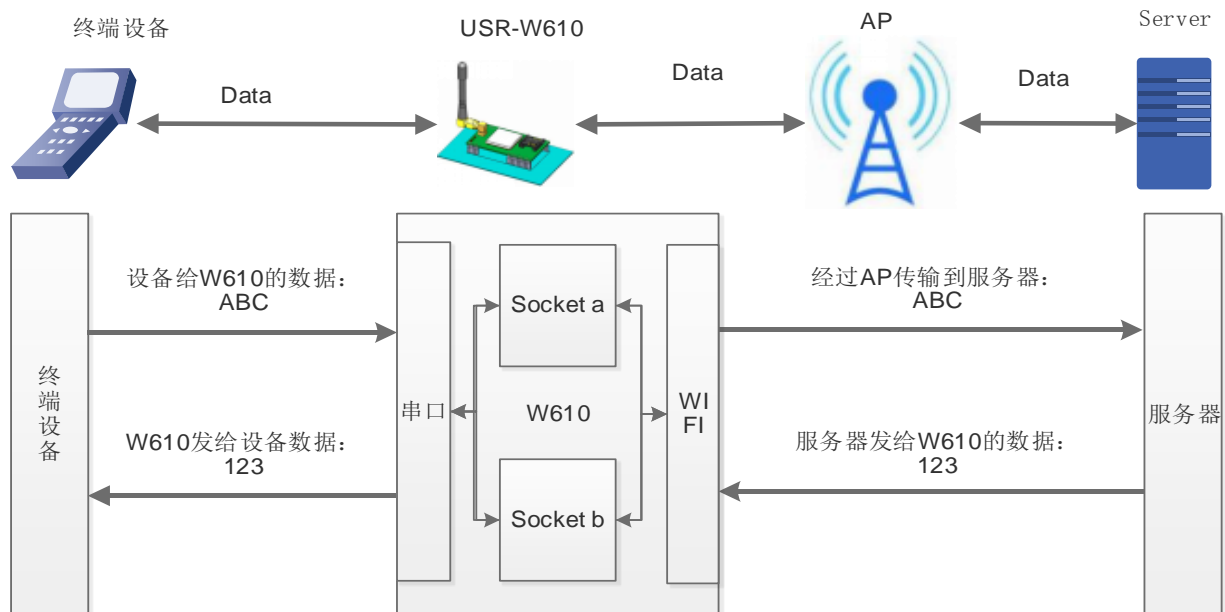 终端设备
USR-W610
AP
Server
Data
Data
Data
设备给W610的数据：
ABC
经过AP传输到服务器：
ABC
Socket a
终端设备
串口
W610
WI
FI
服务器
W610发给设备数据：
123
服务器发给W610的数据：
123
Socket b